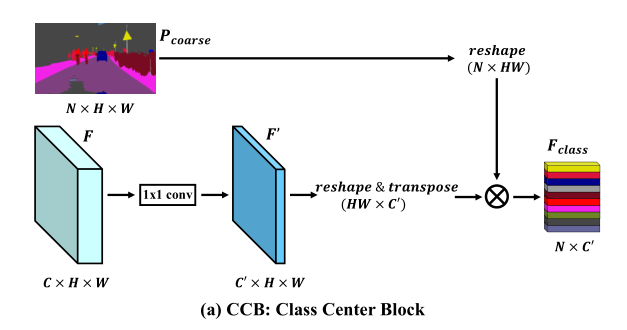 P_coarse
reshape
(N × HW)
N × H × W
F
F′
F_class
1x1 conv
reshape & transpose
(HW × C′)
⊗
C × H × W
C′ × H × W
N × C′
(a) CCB: Class Center Block